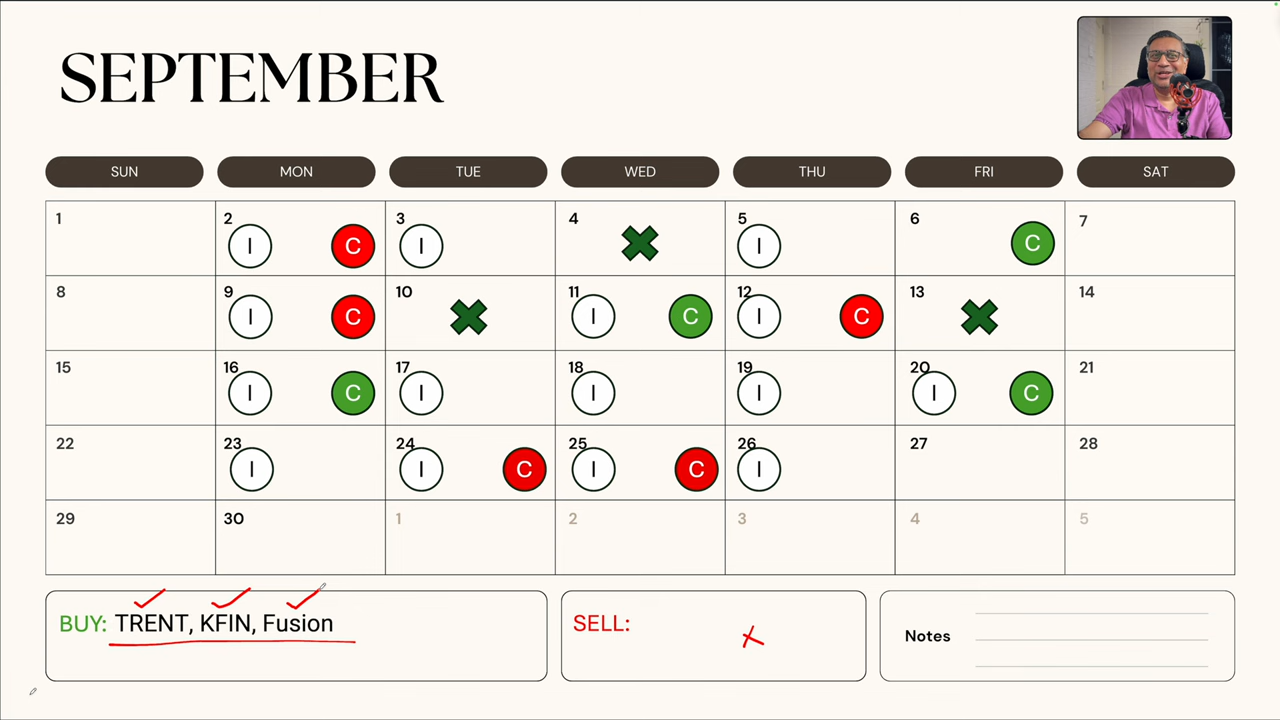 SEPTEMBER
SUN MON TUE WED THU FRI SAT
1 2 3 4 5 6 7
I C I I C
8 9 10 11 12 13 14
I C I C I C
15 16 17 18 19 20 21
I C I I I I C
22 23 24 25 26 27 28
I I C I C I
29 30 1 2 3 4 5
BUY: TRENT, KFIN, Fusion
SELL:
Notes